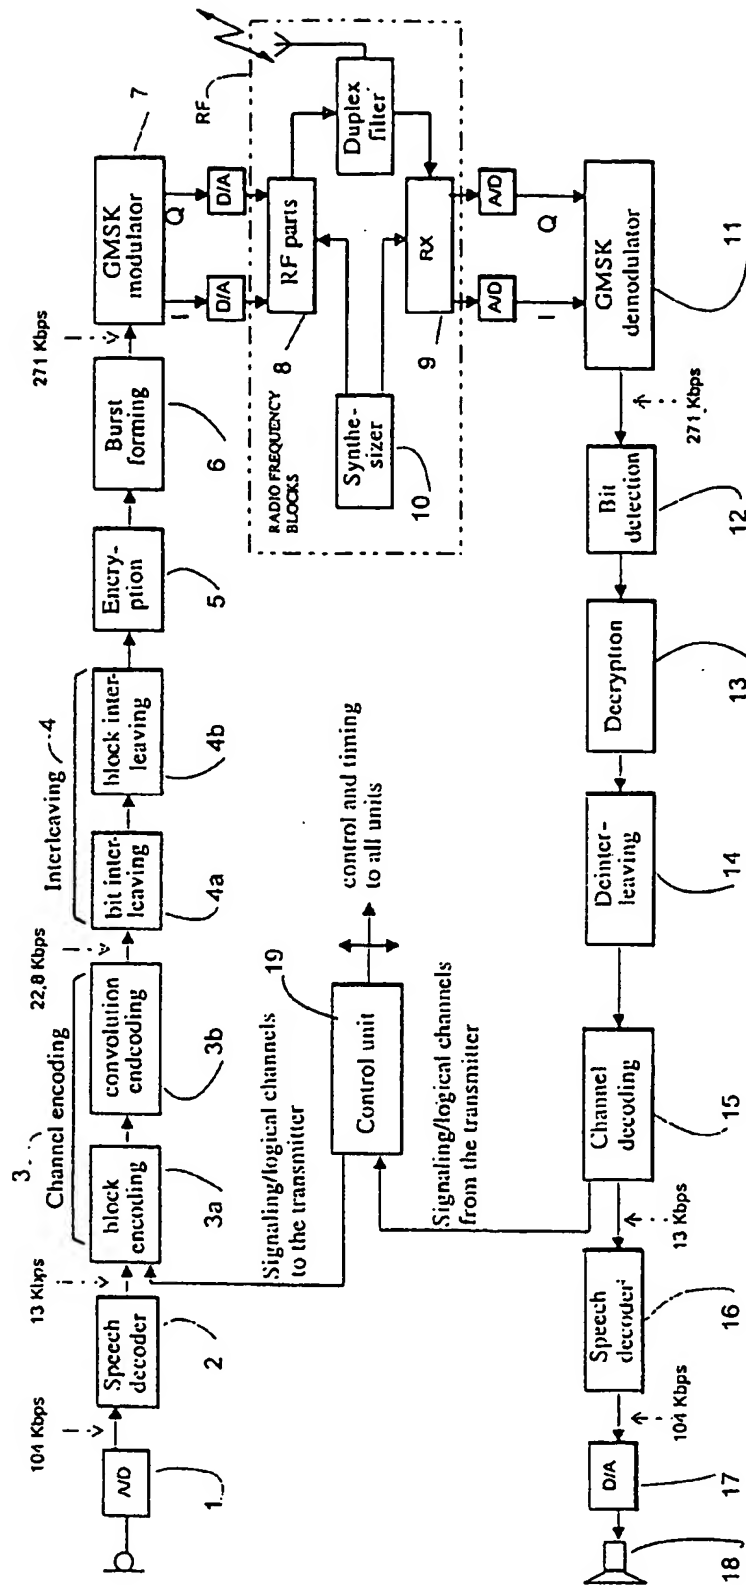 104 Kbps
13 Kbps
3
Channel encoding
22,8 Kbps
Interleaving
4
271 Kbps
A/D
Speech
decoder
block
encoding
convolution
endcoding
bit inter-
leaving
block inter-
leaving
Encry-
ption
Burst
forming
GMSK
modulator
1
2
3a
3b
4a
4b
5
6
7
I
Q
D/A
D/A
RF
RADIO FREQUENCY
BLOCKS
RF parts
Duplex
filter
8
Synthe-
sizer
10
RX
9
A/D
A/D
I
Q
Signaling/logical channels
to the transmitter
19
Control unit
control and timing
to all units
Signaling/logical channels
from the transmitter
D/A
Speech
decoder
Channel
decoding
Deinter-
leaving
Decryption
Bit
detection
GMSK
demodulator
104 Kbps
13 Kbps
271 Kbps
18
17
16
15
14
13
12
11